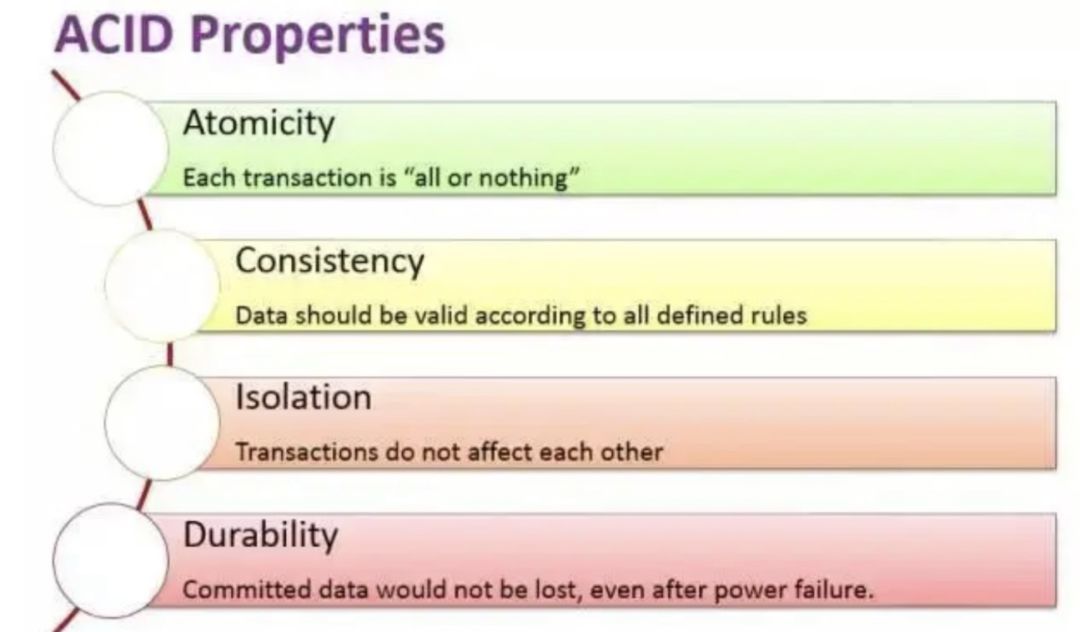 ACID Properties
Atomicity
Each transaction is “all or nothing”
Consistency
Data should be valid according to all defined rules
Isolation
Transactions do not affect each other
Durability
Committed data would not be lost, even after power failure.